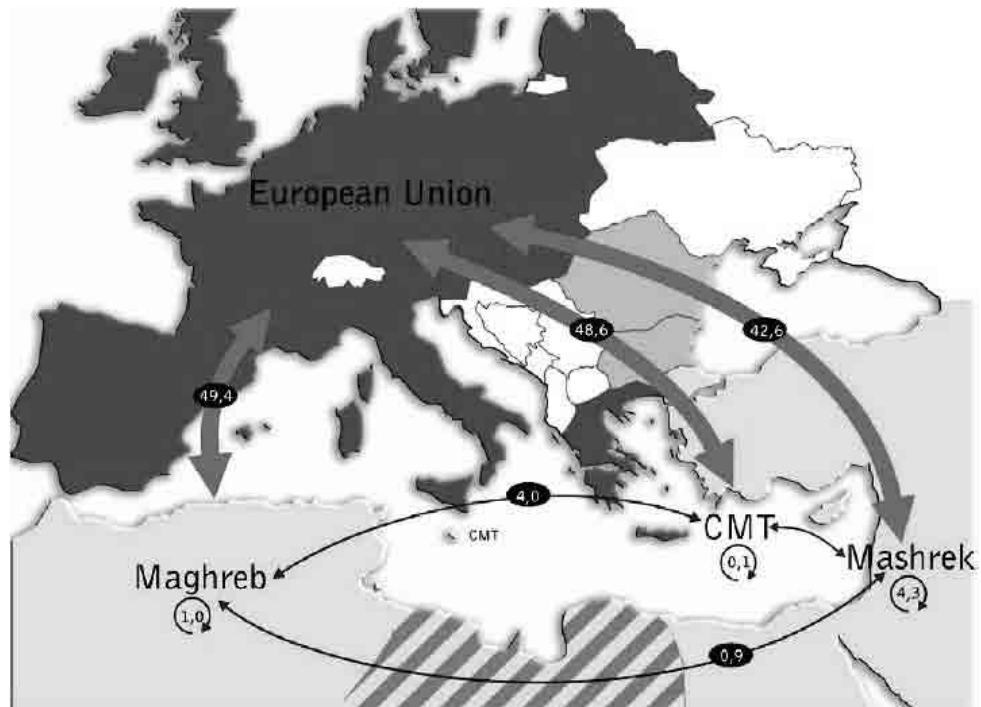 European Union
48,6
42,6
49,4
4,0
CMT
CMT
0,1
Mashrek
4,3
Maghreb
1,0
0,9